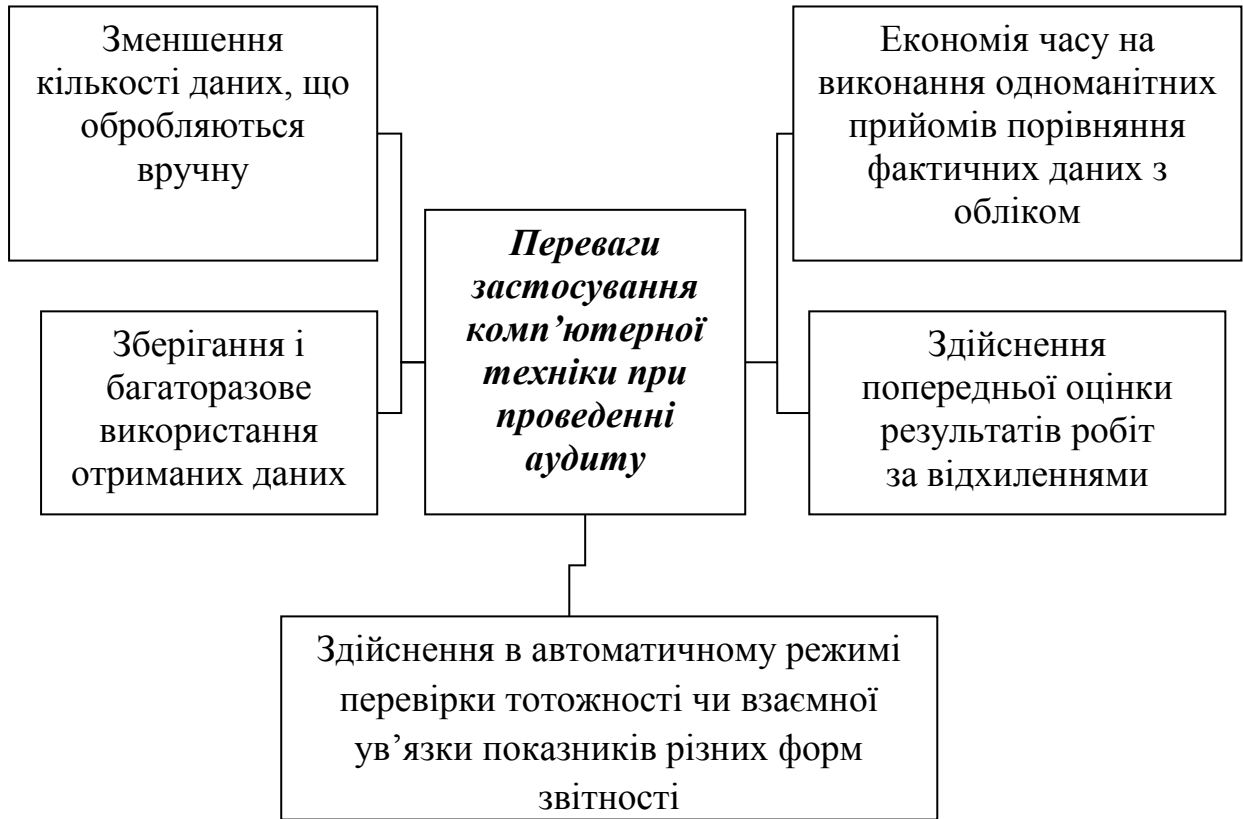 Зменшення
кількості даних, що
обробляються
вручну
Економія часу на
виконання одноманітних
прийомів порівняння
фактичних даних з
обліком
Переваги
застосування
комп’ютерної
техніки при
проведенні
аудиту
Зберігання і
багаторазове
використання
отриманих даних
Здійснення
попередньої оцінки
результатів робіт
за відхиленнями
Здійснення в автоматичному режимі
перевірки тотожності чи взаємної
ув’язки показників різних форм
звітності